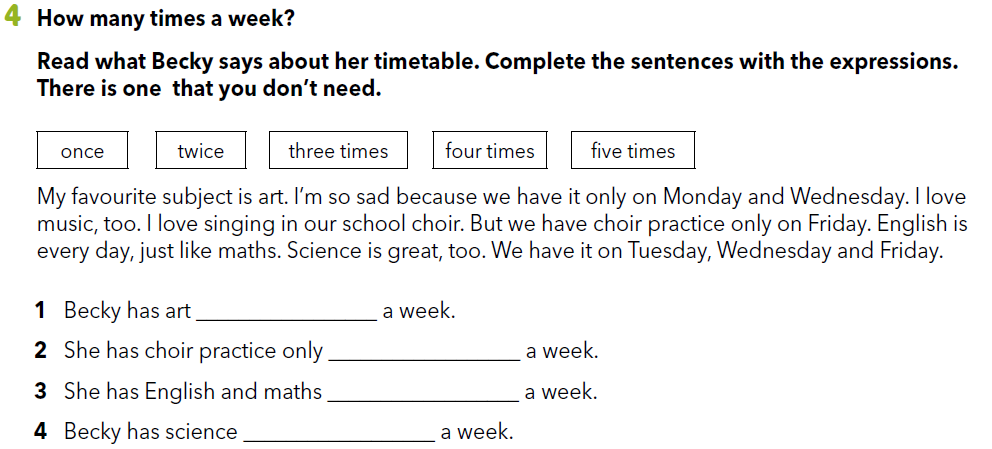 4 How many times a week?
Read what Becky says about her timetable. Complete the sentences with the expressions.
There is one that you don't need.
once twice three times four times five times
My favourite subject is art. I'm so sad because we have it only on Monday and Wednesday. I love
music, too. I love singing in our school choir. But we have choir practice only on Friday. English is
every day, just like maths. Science is great, too. We have it on Tuesday, Wednesday and Friday.
1 Becky has art _________________ a week.
2 She has choir practice only __________________ a week.
3 She has English and maths __________________ a week.
4 Becky has science __________________ a week.